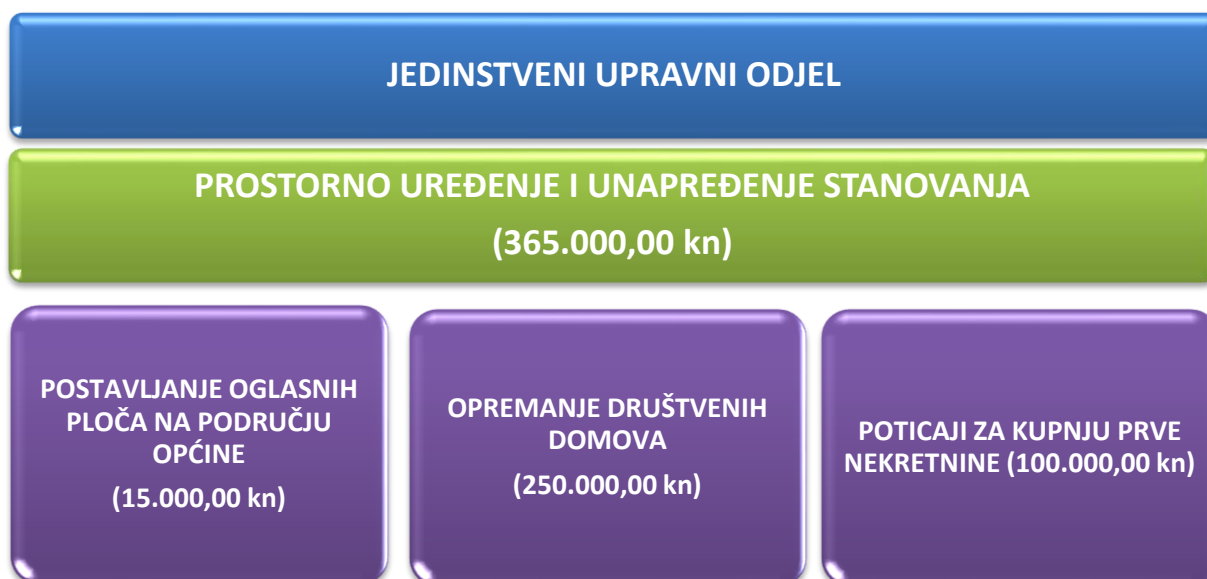 JEDINSTVENI UPRAVNI ODJEL
PROSTORNO UREĐENJE I UNAPREĐENJE STANOVANJA
(365.000,00 kn)
POSTAVLJANJE OGLASNIH
PLOČA NA PODRUČJU
OPĆINE
(15.000,00 kn)
OPREMANJE DRUŠTVENIH
DOMOVA
(250.000,00 kn)
POTICAJI ZA KUPNJU PRVE
NEKRETNINE (100.000,00 kn)